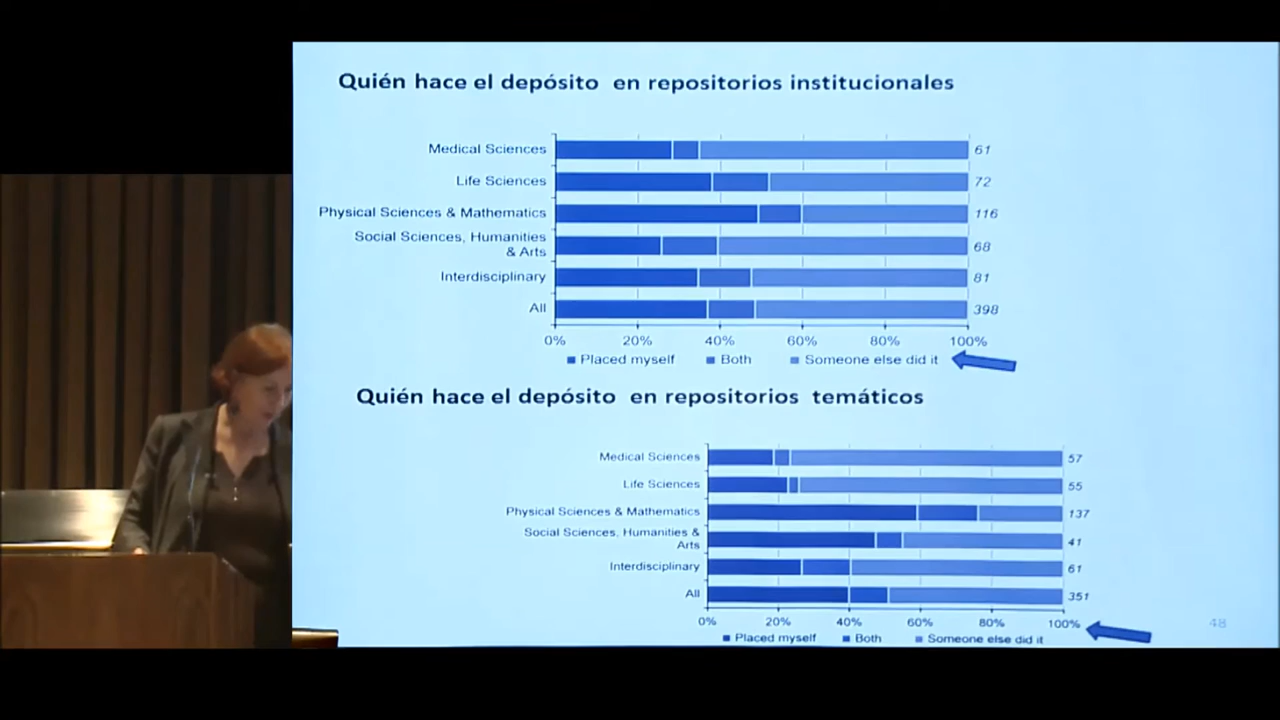 Quién hace el depósito en repositorios institucionales
Medical Sciences
61
Life Sciences
72
Physical Sciences & Mathematics
116
Social Sciences, Humanities
& Arts
68
Interdisciplinary
81
All
398
0% 20% 40% 60% 80% 100%
Placed myself Both Someone else did it
Quién hace el depósito en repositorios temáticos
Medical Sciences
57
Life Sciences
55
Physical Sciences & Mathematics
137
Social Sciences, Humanities &
Arts
41
Interdisciplinary
61
All
351
0% 20% 40% 60% 80% 100%
48
Placed myself Both Someone else did it